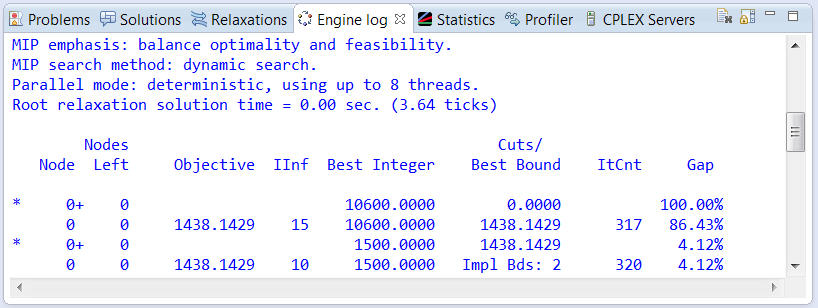 Problems Solutions Relaxations Engine log Statistics Profiler CPLEX Servers
MIP emphasis: balance optimality and feasibility.
MIP search method: dynamic search.
Parallel mode: deterministic, using up to 8 threads.
Root relaxation solution time = 0.00 sec. (3.64 ticks)
Nodes Cuts/
Node Left Objective IInf Best Integer Best Bound ItCnt Gap
* 0+ 0 10600.0000 0.0000 100.00%
0 0 1438.1429 15 10600.0000 1438.1429 317 86.43%
* 0+ 0 1500.0000 1438.1429 4.12%
0 0 1438.1429 10 1500.0000 Impl Bds: 2 320 4.12%